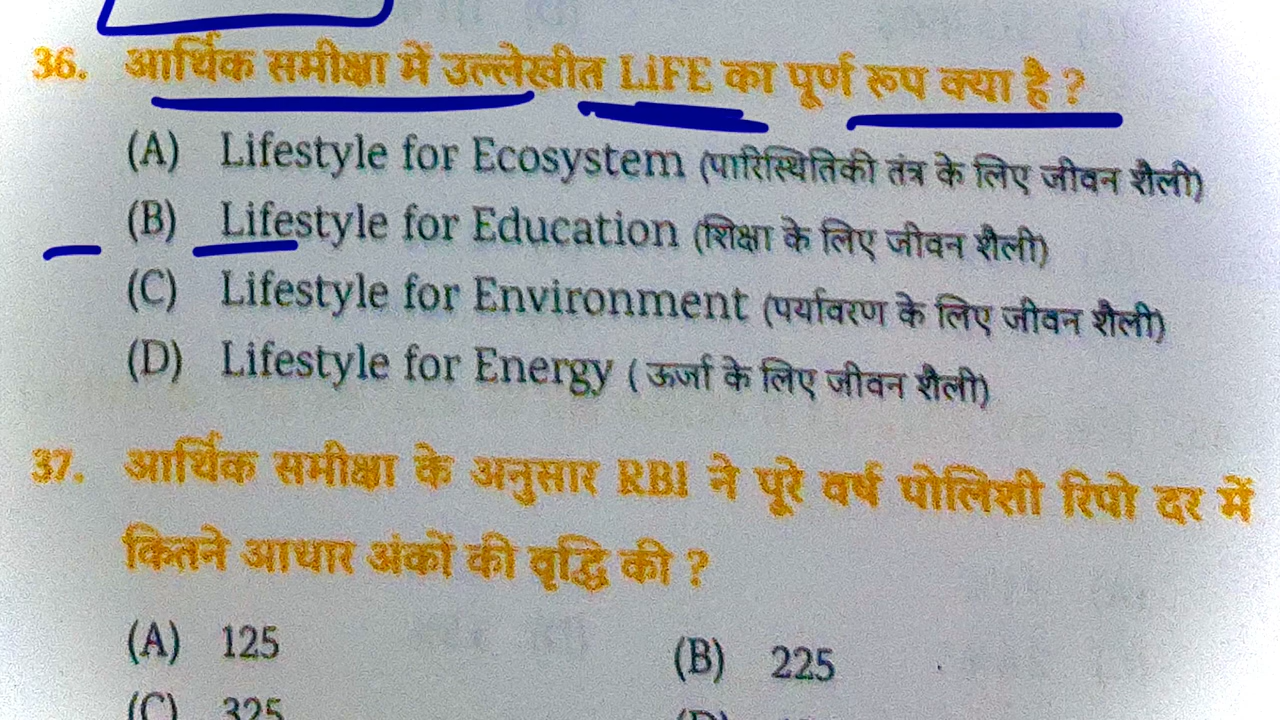 36. आर्थिक समीक्षा में उल्लेखीत LiFE का पूर्ण रूप क्या है ?
(A) Lifestyle for Ecosystem (पारिस्थितिकी तंत्र के लिए जीवन शैली)
(B) Lifestyle for Education (शिक्षा के लिए जीवन शैली)
(C) Lifestyle for Environment (पर्यावरण के लिए जीवन शैली)
(D) Lifestyle for Energy ( ऊर्जा के लिए जीवन शैली)
37. आर्थिक समीक्षा के अनुसार RBI ने पूरे वर्ष पोलिसी रिपो दर में
कितने आधार अंकों की वृद्धि की ?
(A) 125 (B) 225
(C) 325